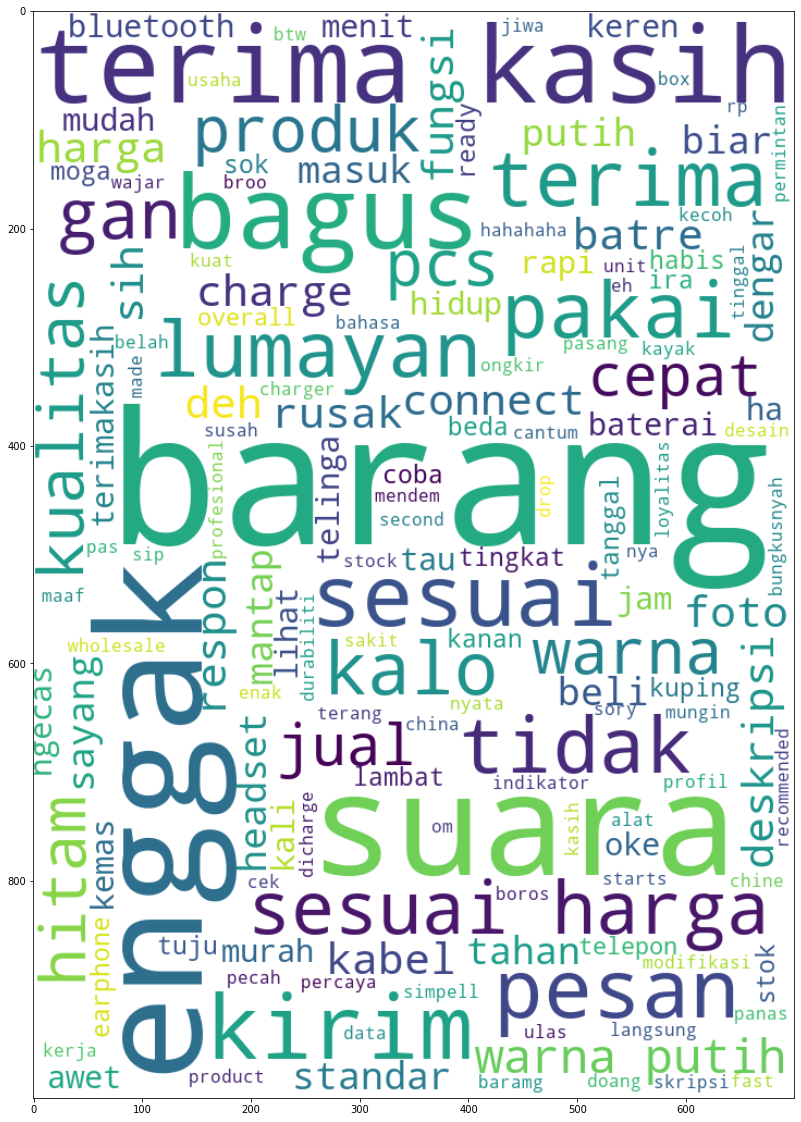 0
bluetooth btw menit jiwa keren
terima kasih
usaha box
rp
mudah produk fungsi ready putih biar permintan
harga sok masuk
moga wajar broo terima
gan bagus kecoh
hahahaha batre dengar
200
kuat pcs rapi unit habis tinggal
sih charge hidup eh ira
kualitas overall bahasa pakai
belah lumayan pasang kayak
terimakasih made charger ongkir cepat
deh rusak connect ha
400
susah beda cantum baterai desain
barang
profesional telinga coba mendem drop tanggal loyalitas bungkusnyah
second
pas sip stock tau tingkat nya
maaf enggak respon mantap lihat durabiliti sesuai jam foto
600
wholesale sakit kanan warna deskripsi
kalo
ngecas sayang enak nyata beli kuping
terang china sory mungin
headset jual tidak recommended
lambat indikator profil
hitam kali dicharge suara
om kasih alat
kemas oke
800
cek starts chine
sesuai harga
boros
earphone tuju murah kabel tahan telepon stok
pecah percaya modifikasi
simpell pesan panas
kirim
data ulas langsung
kerja warna putih
awet product standar baramg doang skripsi fast
0 100 200 300 400 500 600